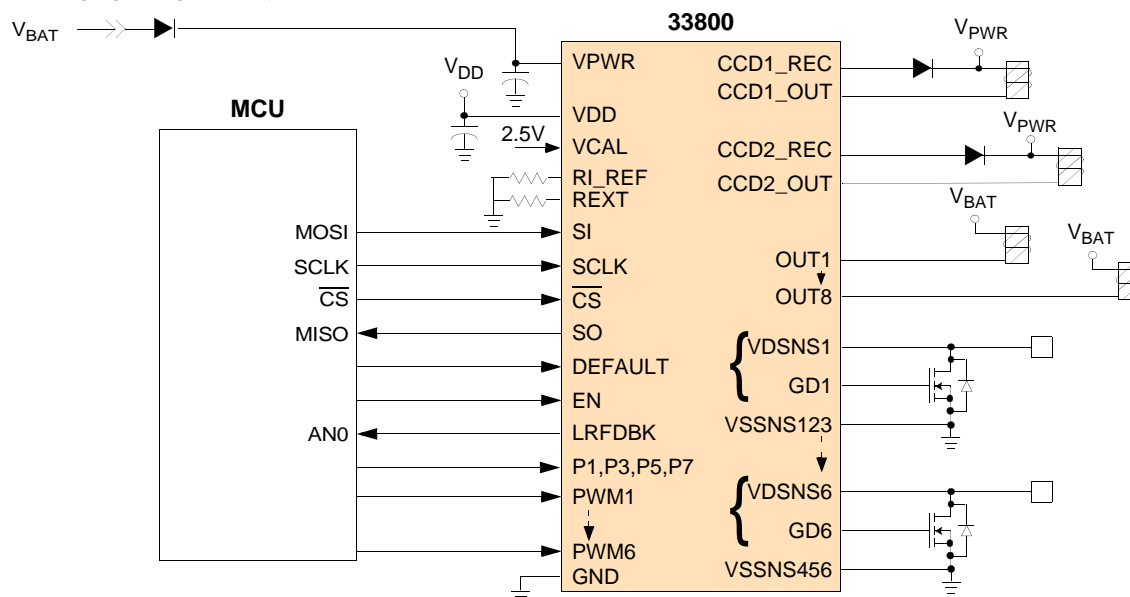 33800
V_BAT
V_DD
MCU
2.5V
MOSI
SCLK
C̅S̅
MISO
AN0
VPWR
VDD
VCAL
RI_REF
REXT
SI
SCLK
C̅S̅
SO
DEFAULT
EN
LRFDBK
P1,P3,P5,P7
PWM1
PWM6
GND
CCD1_REC
CCD1_OUT
CCD2_REC
CCD2_OUT
OUT1
OUT8
VDSNS1
GD1
VSSNS123
VDSNS6
GD6
VSSNS456
V_PWR
V_PWR
V_BAT
V_BAT